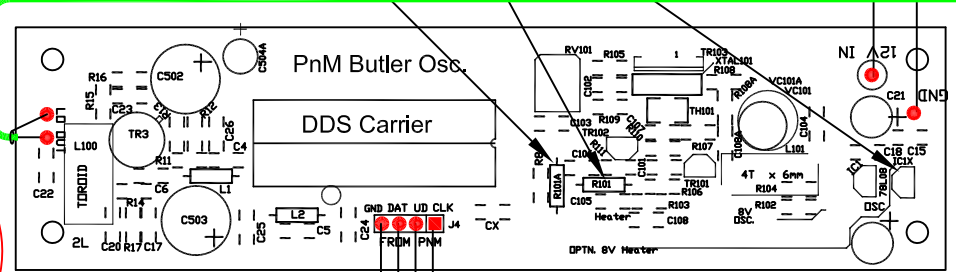 PnM Butler Osc.
DDS Carrier
C504A
C502
R16
R15
C23
R13
R12
C26
TR3
L100
TOROID
R11
C4
L1
C22
C6
R14
C503
2L
C20
R17
C17
C25
L2
C5
C24
GND DAT UD CLK
J4
FROM PNM
CX
RV101
R105
C102
1
TR103
XTAL101
R108
R109
TH101
C103
TR102
C107
R110
R111
C101
R107
TR101
R8
R101A
R101
C105
R106
R103
C108
Heater
OPTN. 8V Heater
R108A
VC101A
VC101
C108A
C104
L101
4T x 6mm
R104
R102
8V
OSC.
12V IN
C21
GND
C18
C15
IC1X
78L08
OSC.